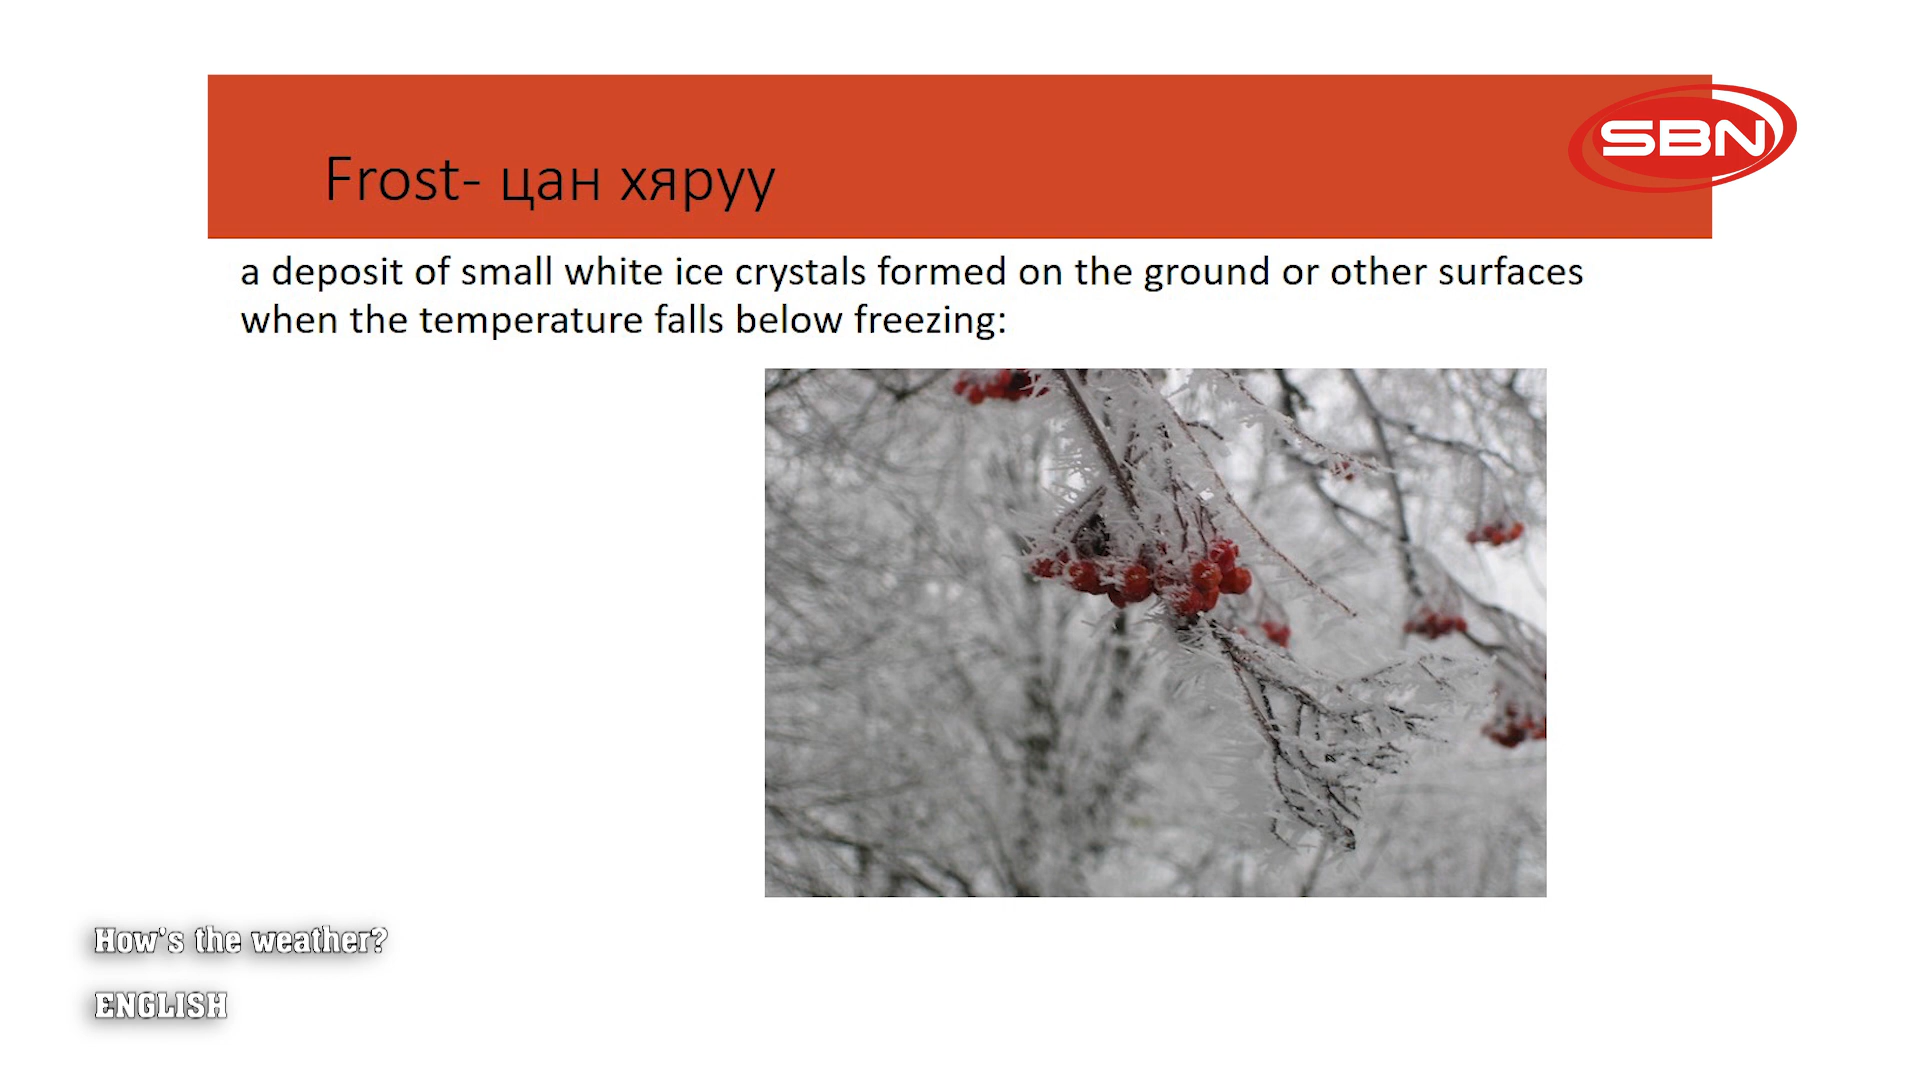 SBN
Frost- цан хяруу
a deposit of small white ice crystals formed on the ground or other surfaces
when the temperature falls below freezing:
How's the weather?
ENGLISH